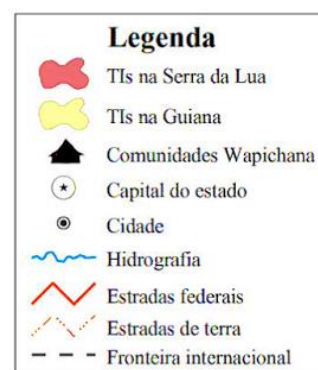 Legenda
TIs na Serra da Lua
TIs na Guiana
Comunidades Wapichana
Capital do estado
Cidade
Hidrografia
Estradas federais
Estradas de terra
Fronteira internacional